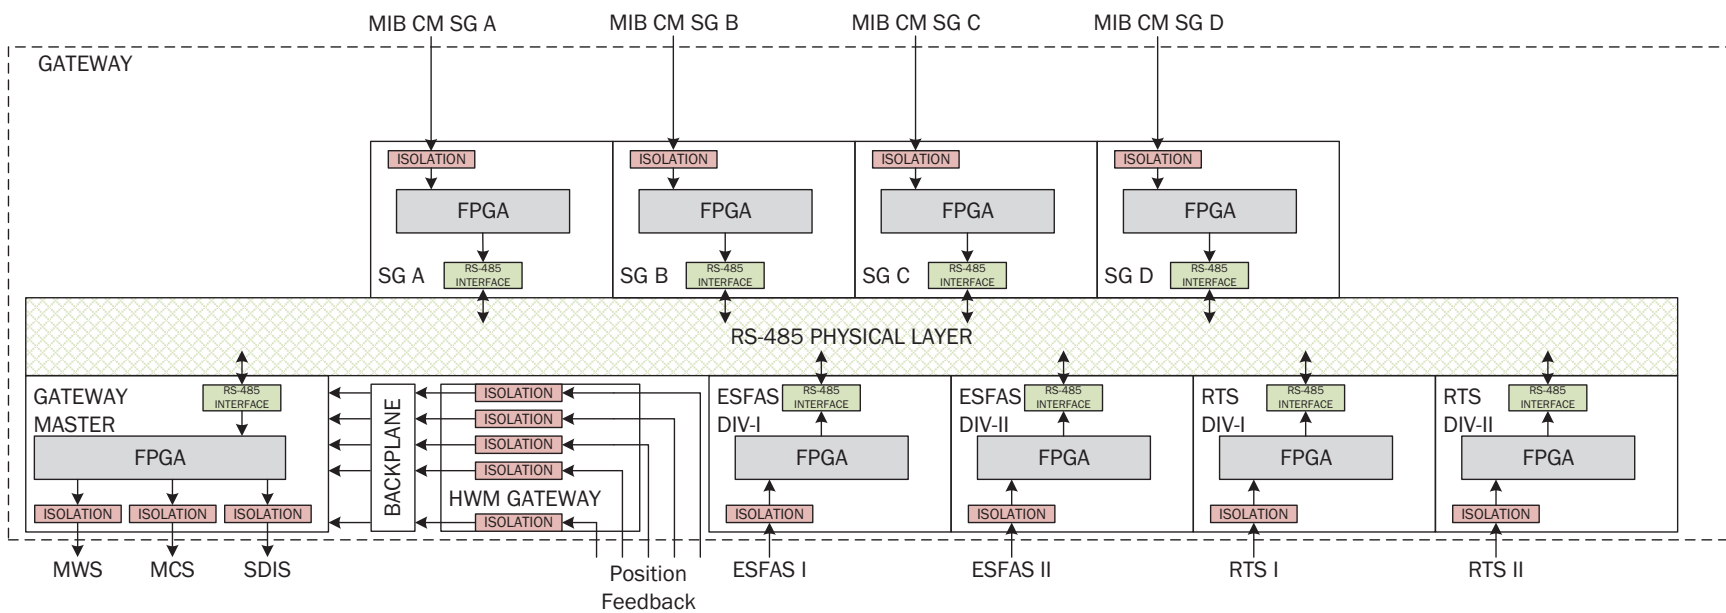 MIB CM SG A
MIB CM SG B
MIB CM SG C
MIB CM SG D
GATEWAY
ISOLATION
ISOLATION
ISOLATION
ISOLATION
FPGA
FPGA
FPGA
FPGA
SG A
RS-485
INTERFACE
SG B
RS-485
INTERFACE
SG C
RS-485
INTERFACE
SG D
RS-485
INTERFACE
RS-485 PHYSICAL LAYER
GATEWAY
MASTER
RS-485
INTERFACE
FPGA
ISOLATION
ISOLATION
ISOLATION
BACKPLANE
ISOLATION
ISOLATION
ISOLATION
ISOLATION
HWM GATEWAY
ISOLATION
ESFAS
DIV-I
RS-485
INTERFACE
FPGA
ISOLATION
ESFAS
DIV-II
RS-485
INTERFACE
FPGA
ISOLATION
RTS
DIV-I
RS-485
INTERFACE
FPGA
ISOLATION
RTS
DIV-II
RS-485
INTERFACE
FPGA
ISOLATION
MWS
MCS
SDIS
Position
Feedback
ESFAS I
ESFAS II
RTS I
RTS II